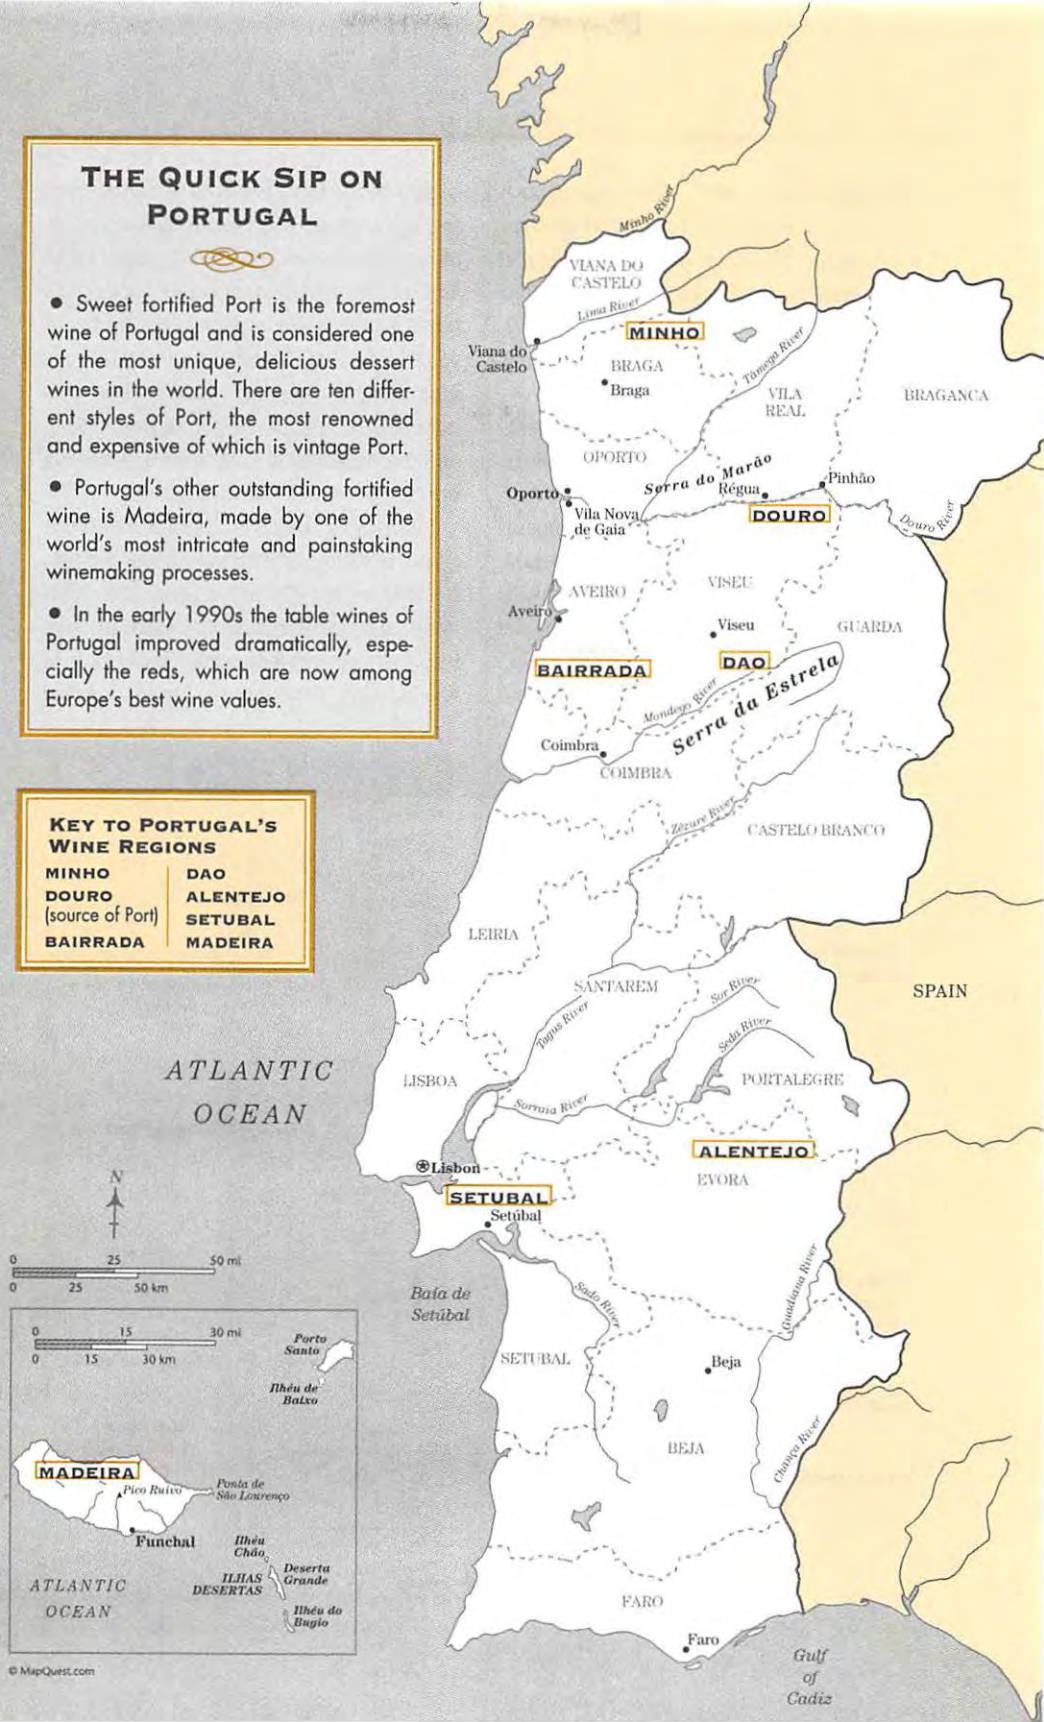 THE QUICK SIP ON
PORTUGAL
• Sweet fortified Port is the foremost
wine of Portugal and is considered one
of the most unique, delicious dessert
wines in the world. There are ten differ-
ent styles of Port, the most renowned
and expensive of which is vintage Port.
• Portugal's other outstanding fortified
wine is Madeira, made by one of the
world's most intricate and painstaking
winemaking processes.
• In the early 1990s the table wines of
Portugal improved dramatically, espe-
cially the reds, which are now among
Europe's best wine values.
KEY TO PORTUGAL'S
WINE REGIONS
MINHO
DOURO
(source of Port)
BAIRRADA
DAO
ALENTEJO
SETUBAL
MADEIRA
Minho River
VIANA DO
CASTELO
Lima River
MINHO
Viana do
Castelo
BRAGA
Braga
Tâmega River
VILA
REAL
BRAGANCA
OPORTO
Serra do Marão
Oporto
Régua
Pinhão
Vila Nova
de Gaia
DOURO
Douro River
AVEIRO
VISEU
Aveiro
Viseu
GUARDA
BAIRRADA
DAO
Mondego River
Serra da Estrela
Coimbra
COIMBRA
Zézure River
CASTELO BRANCO
LEIRIA
SANTAREM
Sor River
SPAIN
Tagus River
Seda River
ATLANTIC
OCEAN
LISBOA
PORTALEGRE
Sorraia River
ALENTEJO
Lisbon
EVORA
SETUBAL
Setúbal
N
0 25 50 mi
0 25 50 km
Baía de
Setúbal
Sado River
Guadiana River
SETUBAL
Beja
BEJA
Chança River
FARO
Faro
Gulf
of
Cadiz
0 15 30 mi
0 15 30 km
Porto
Santo
Ilhéu de
Baixo
MADEIRA
Pico Ruivo
Ponta de
São Lourenço
Funchal
Ilhéu
Chão
Deserta
Grande
ILHAS
DESERTAS
Ilhéu do
Bugio
ATLANTIC
OCEAN
© MapQuest.com